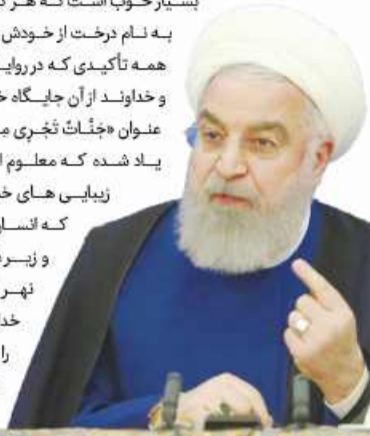 بسیار خوب است که هر
به نام درخت از خودش
همه تأکیدی که در روای
و خداوند از آن جایگاه خ
عنوان «جَنّاتٌ تَجْرِی مِ
یاد شده که معلوم ا
زیبایی های خ
که انسا
و زیر
نهر
خدا
را